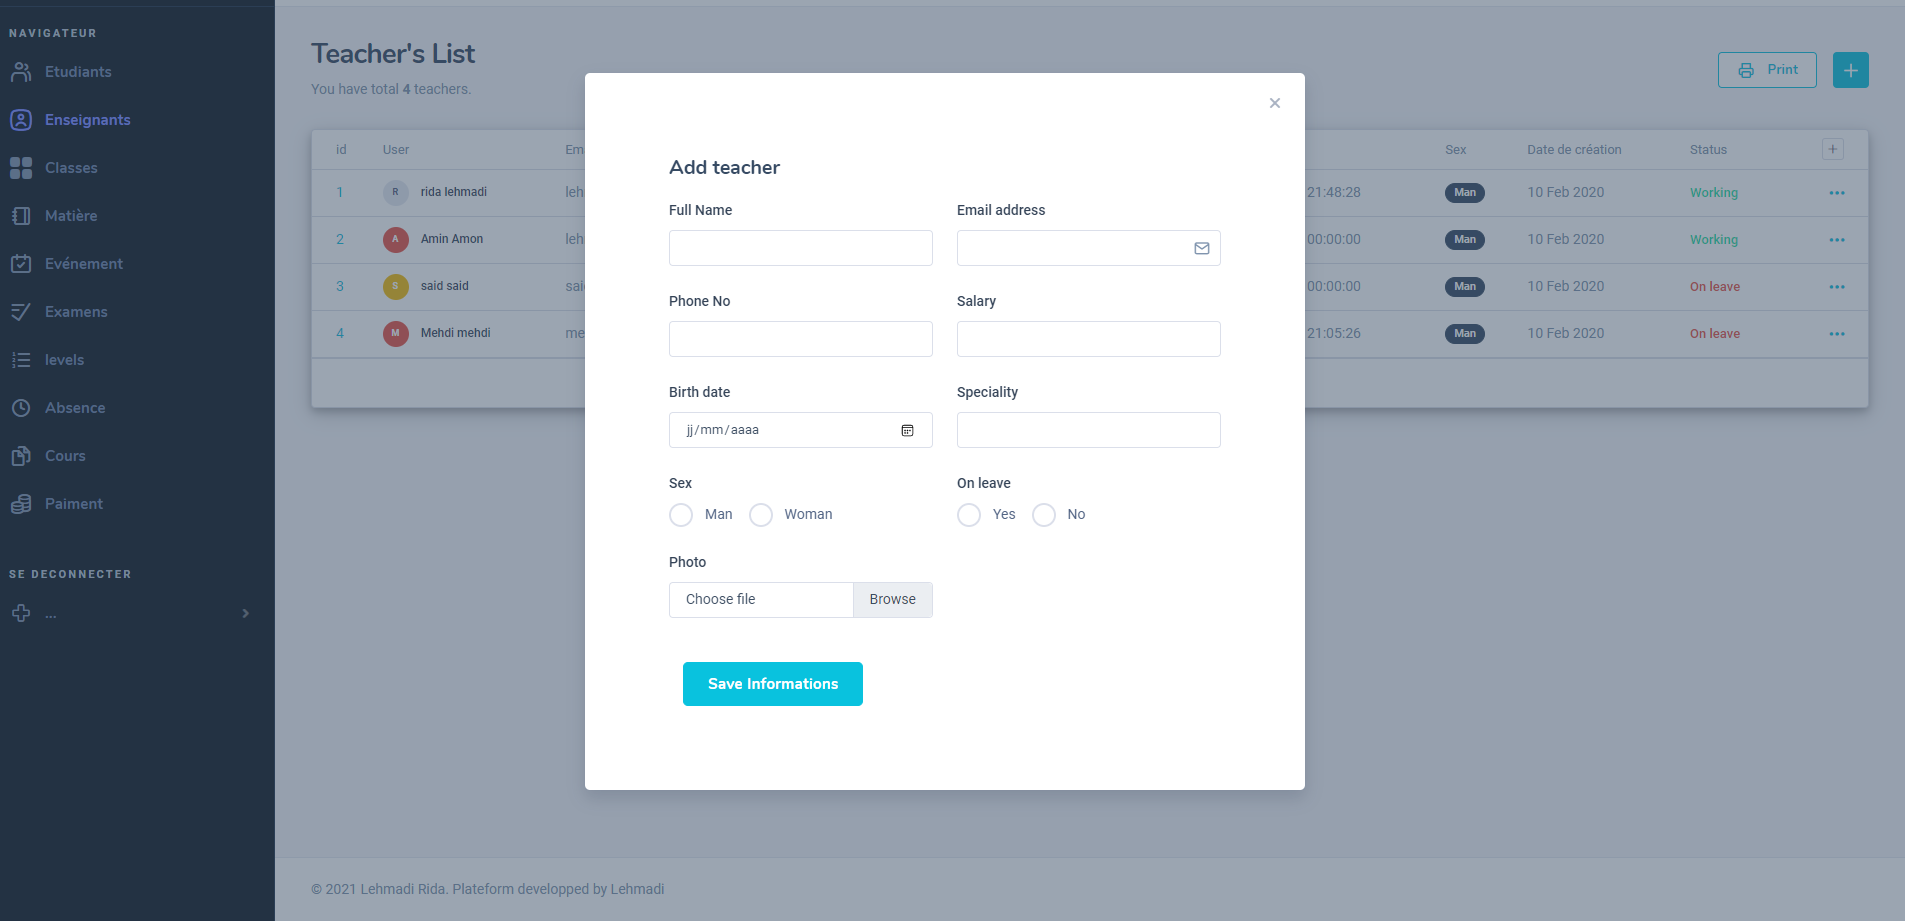 NAVIGATEUR
Etudiants
Enseignants
Classes
Matière
Evénement
Examens
levels
Absence
Cours
Paiment
SE DECONNECTER
...
Teacher's List
You have total 4 teachers.
Print
id User Em Sex Date de création Status
1 R rida lehmadi leh 21:48:28 Man 10 Feb 2020 Working
2 A Amin Amon leh 00:00:00 Man 10 Feb 2020 Working
3 S said said sai 00:00:00 Man 10 Feb 2020 On leave
4 M Mehdi mehdi me 21:05:26 Man 10 Feb 2020 On leave
Add teacher
Full Name Email address
Phone No Salary
Birth date Speciality
jj/mm/aaaa
Sex On leave
Man Woman Yes No
Photo
Choose file Browse
Save Informations
© 2021 Lehmadi Rida. Plateform developped by Lehmadi